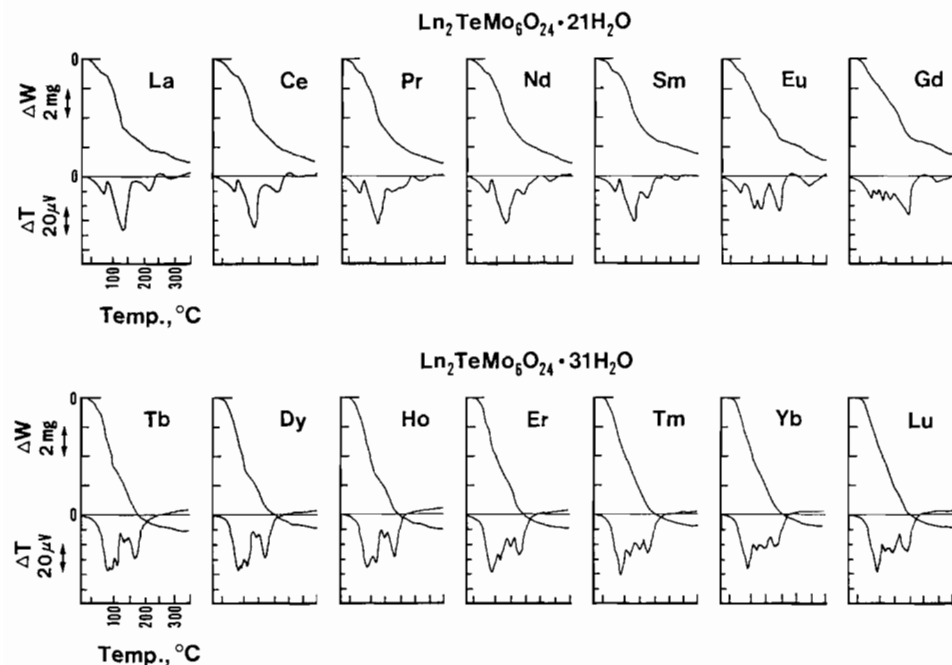 Ln₂TeMo₆O₂₄•21H₂O
0
La
Ce
Pr
Nd
Sm
Eu
Gd
ΔW
2 mg
0
ΔT
20µV
100
200
300
Temp.,°C
Ln₂TeMo₆O₂₄•31H₂O
0
Tb
Dy
Ho
Er
Tm
Yb
Lu
ΔW
2 mg
0
ΔT
20µV
100
200
300
Temp.,°C